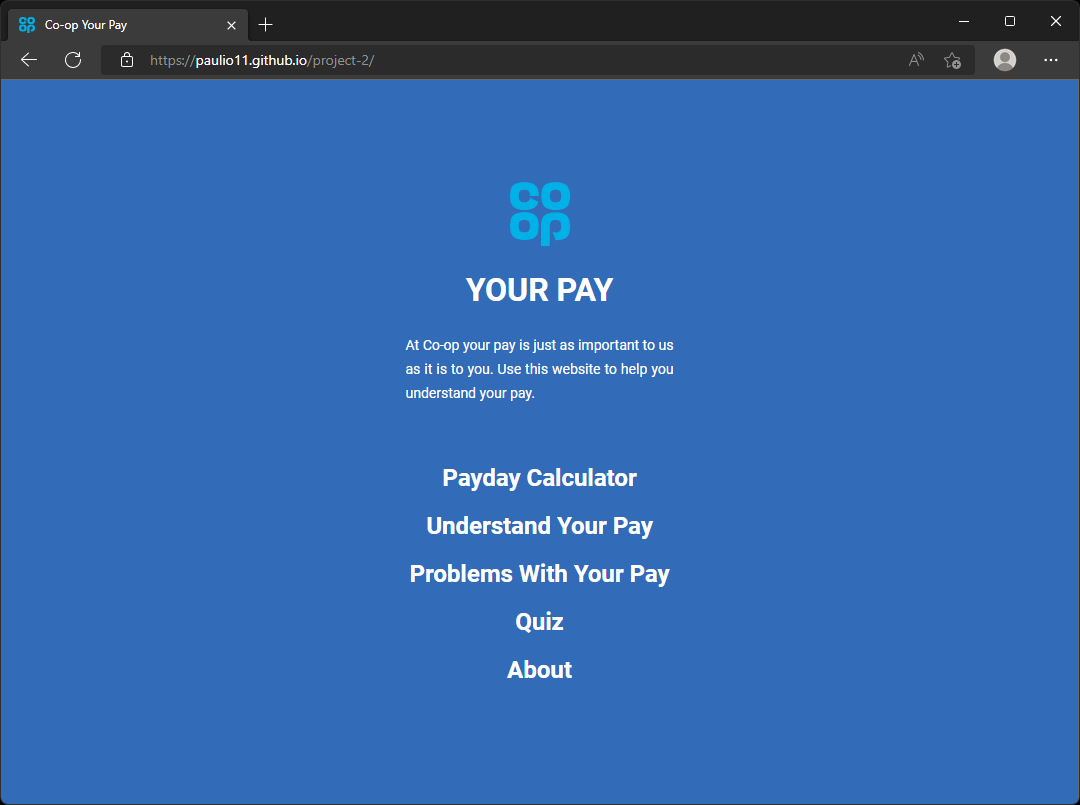 Co-op Your Pay
https://paulio11.github.io/project-2/
co
op
YOUR PAY
At Co-op your pay is just as important to us
as it is to you. Use this website to help you
understand your pay.
Payday Calculator
Understand Your Pay
Problems With Your Pay
Quiz
About